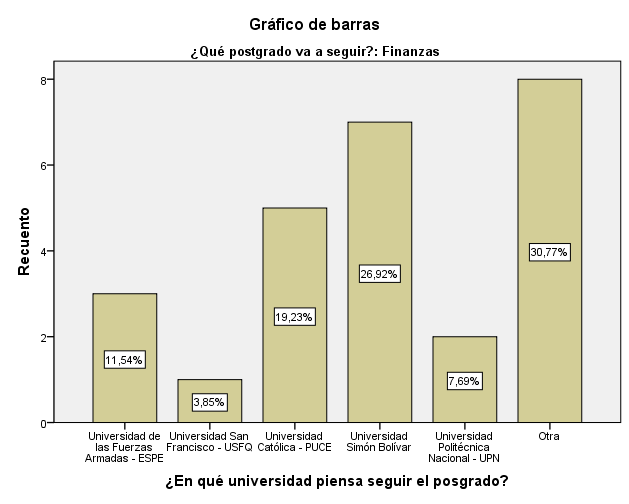 Gráfico de barras
¿Qué postgrado va a seguir?: Finanzas
Recuento
8
6
4
2
0
11,54%
3,85%
19,23%
26,92%
7,69%
30,77%
Universidad de
las Fuerzas
Armadas - ESPE
Universidad San
Francisco - USFQ
Universidad
Católica - PUCE
Universidad
Simón Bolívar
Universidad
Politécnica
Nacional - UPN
Otra
¿En qué universidad piensa seguir el posgrado?